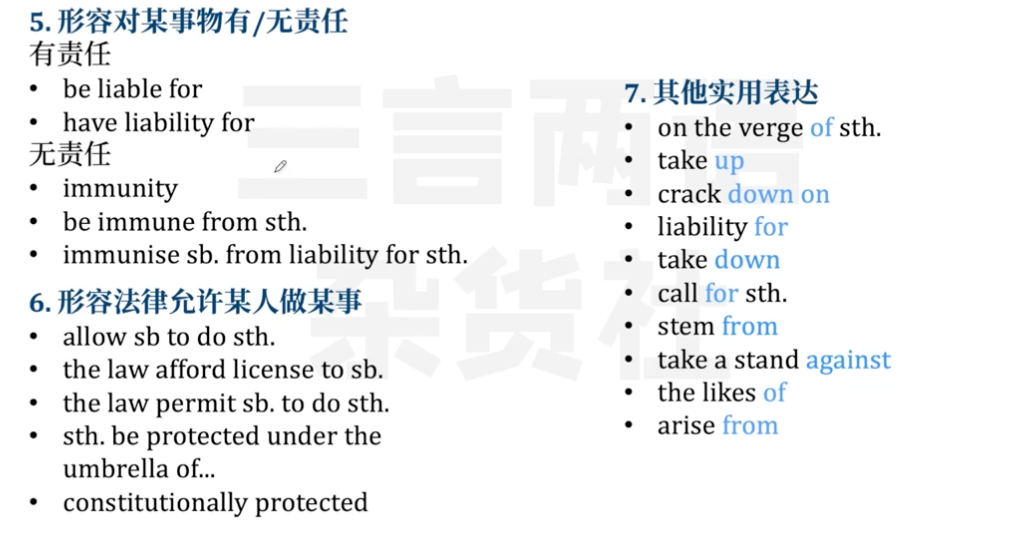 5. 形容对某事物有/无责任
有责任
• be liable for
• have liability for
无责任
• immunity
• be immune from sth.
• immunise sb. from liability for sth.
6. 形容法律允许某人做某事
• allow sb to do sth.
• the law afford license to sb.
• the law permit sb. to do sth.
• sth. be protected under the
umbrella of...
• constitutionally protected
7. 其他实用表达
• on the verge of sth.
• take up
• crack down on
• liability for
• take down
• call for sth.
• stem from
• take a stand against
• the likes of
• arise from
三言两语
杂货社